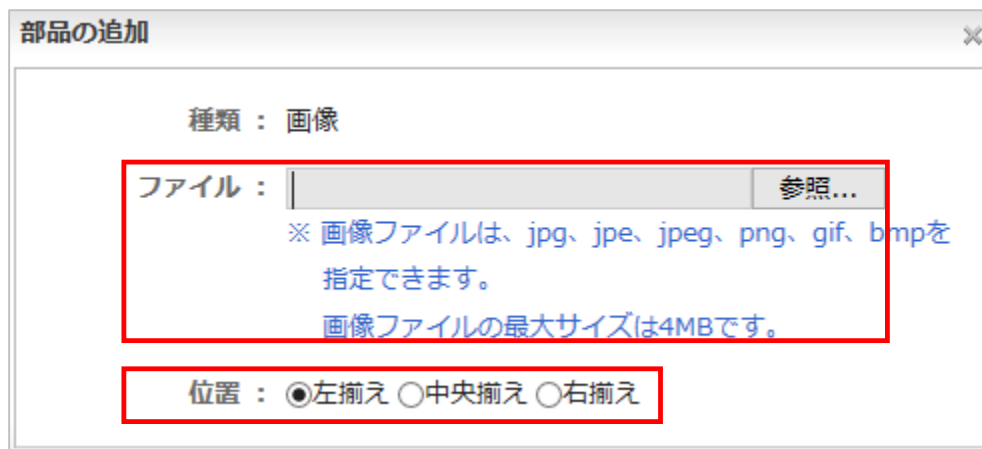 部品の追加
種類 : 画像
ファイル : 参照...
※ 画像ファイルは、jpg、jpe、jpeg、png、gif、bmpを
指定できます。
画像ファイルの最大サイズは4MBです。
位置 : 左揃え 中央揃え 右揃え